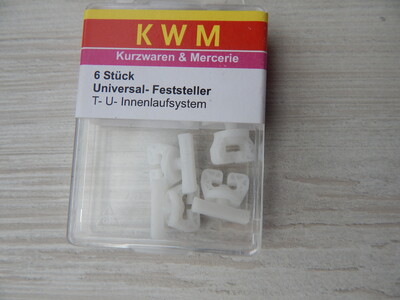 KWM
Kurzwaren & Mercerie
6 Stück
Universal- Feststeller
T- U- Innenlaufsystem